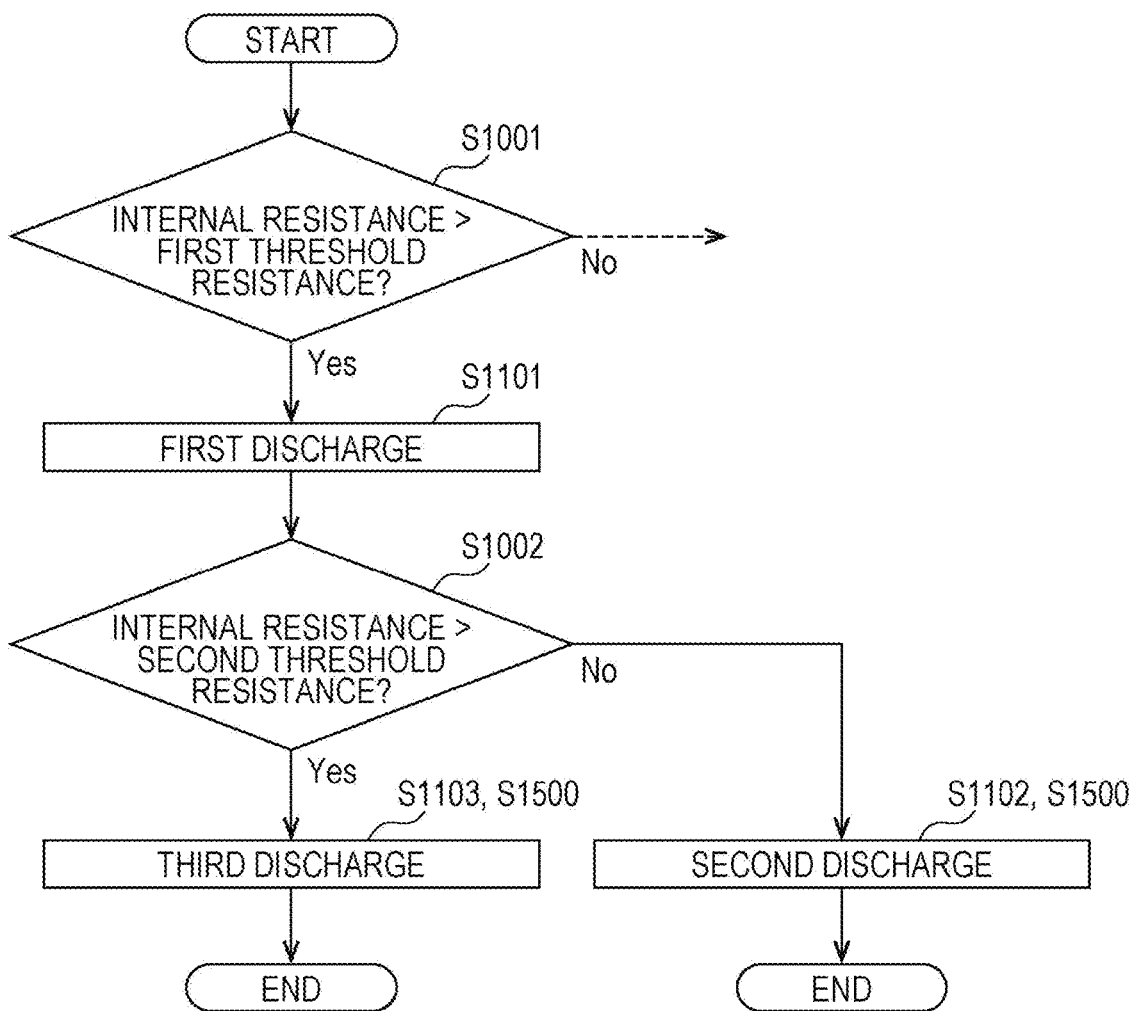 START
S1001
INTERNAL RESISTANCE >
FIRST THRESHOLD
RESISTANCE?
No
Yes
S1101
FIRST DISCHARGE
S1002
INTERNAL RESISTANCE >
SECOND THRESHOLD
RESISTANCE?
No
Yes
S1103, S1500
THIRD DISCHARGE
S1102, S1500
SECOND DISCHARGE
END
END